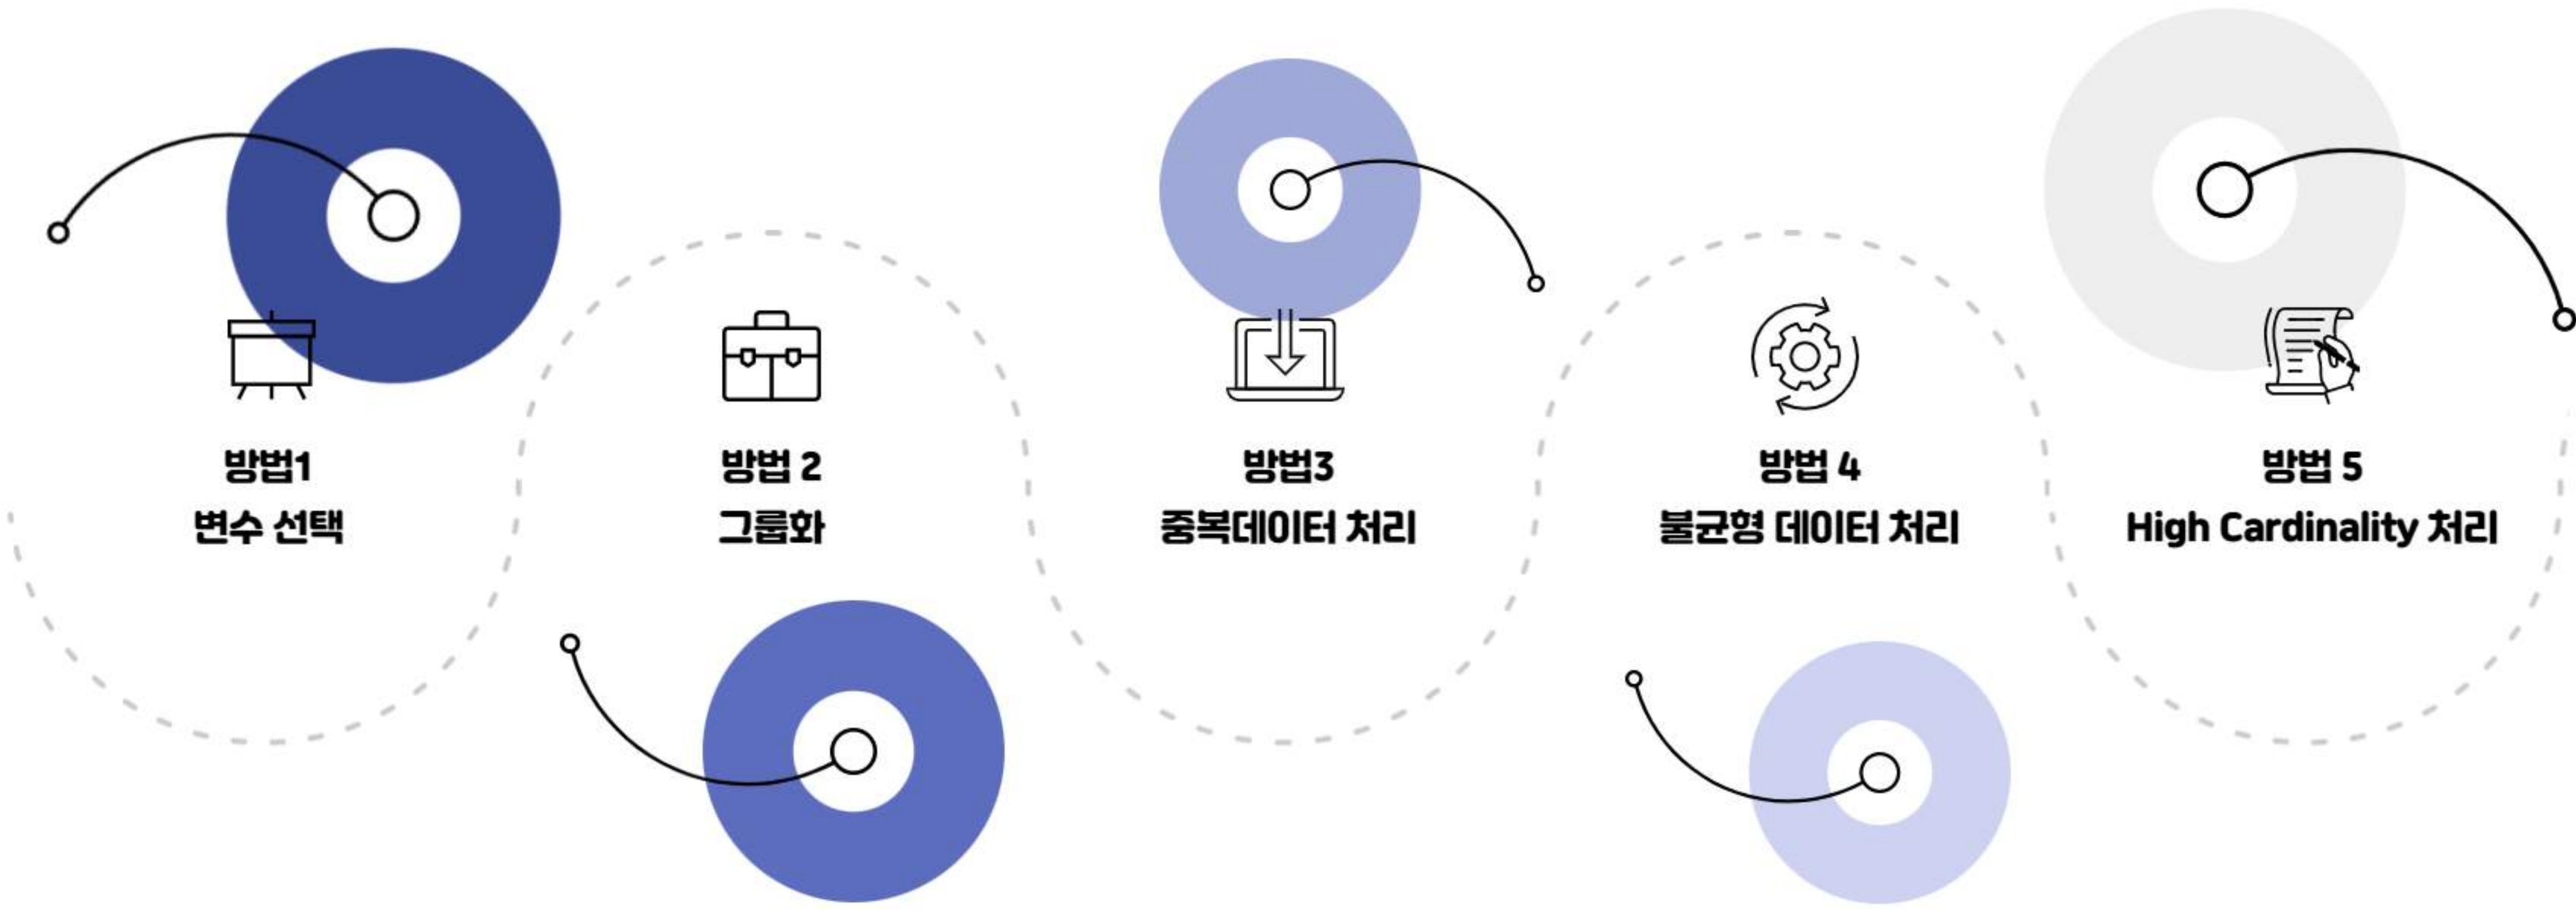 방법1
변수 선택
방법 2
그룹화
방법3
중복데이터 처리
방법 4
불균형 데이터 처리
방법 5
High Cardinality 처리